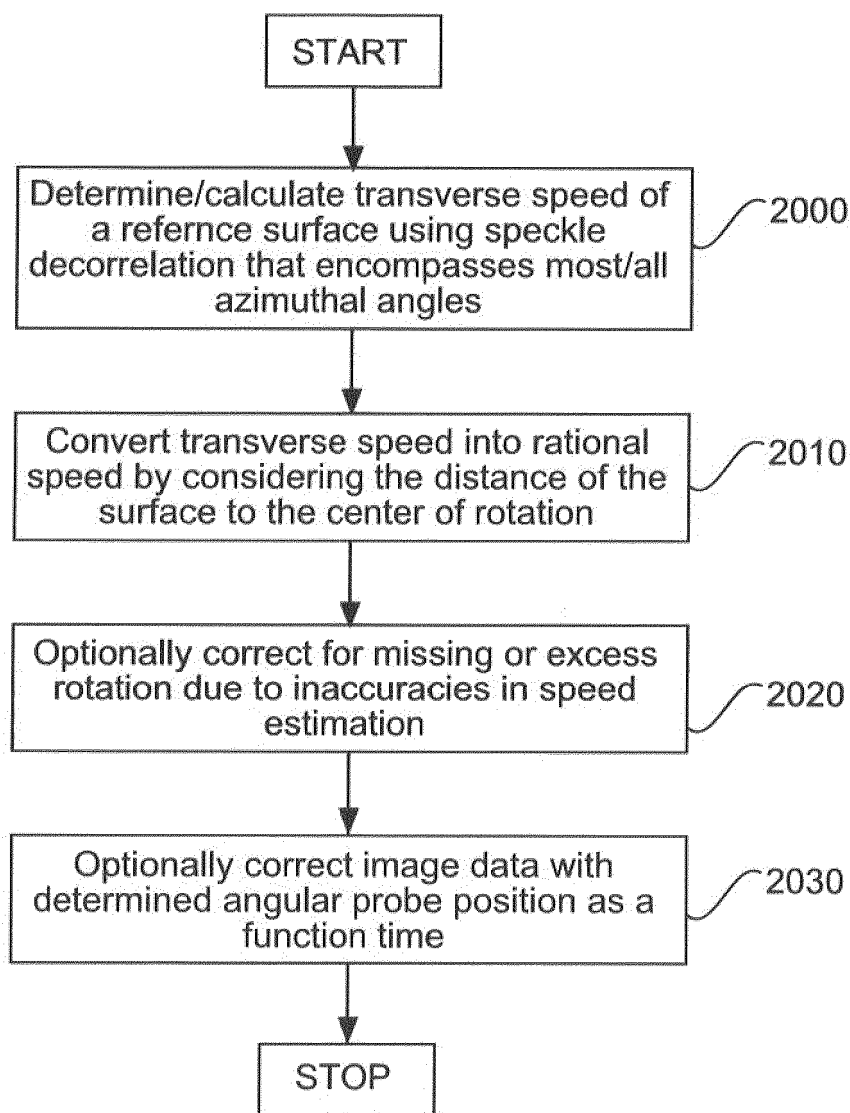 START
Determine/calculate transverse speed of
a refernce surface using speckle
decorrelation that encompasses most/all
azimuthal angles
2000
Convert transverse speed into rational
speed by considering the distance of the
surface to the center of rotation
2010
Optionally correct for missing or excess
rotation due to inaccuracies in speed
estimation
2020
Optionally correct image data with
determined angular probe position as a
function time
2030
STOP